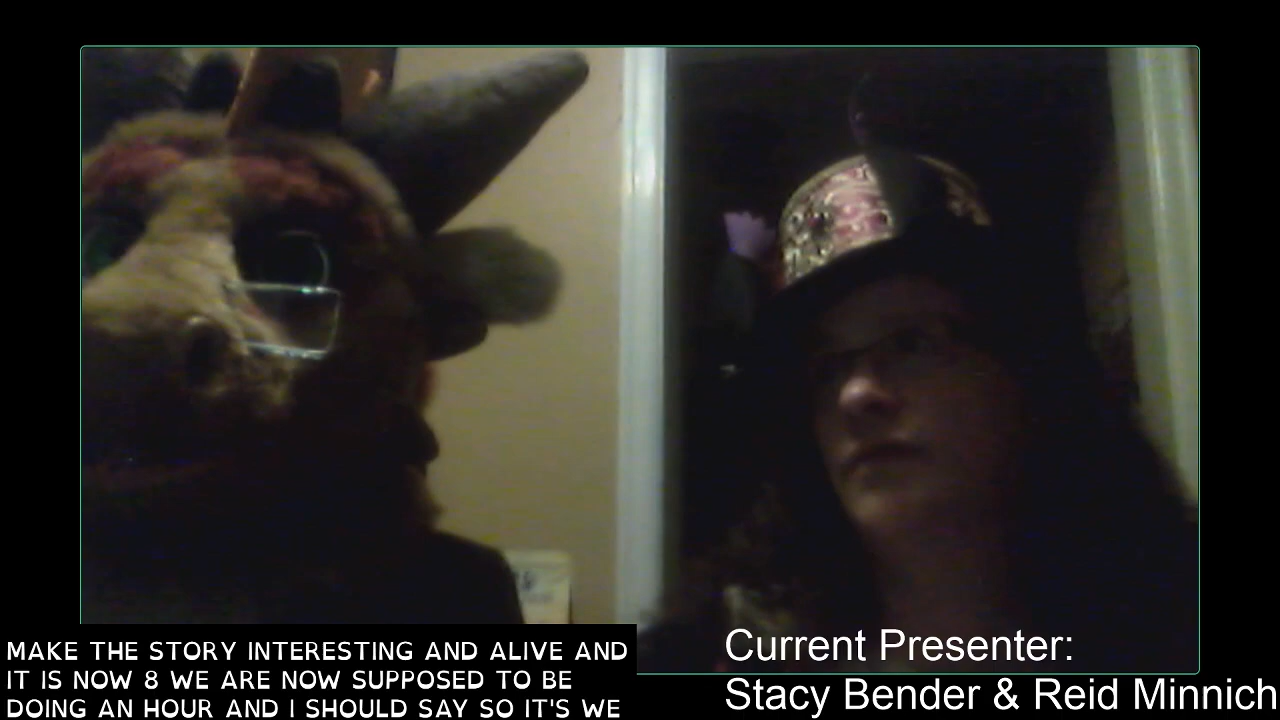 MAKE THE STORY INTERESTING AND ALIVE AND
IT IS NOW 8 WE ARE NOW SUPPOSED TO BE
DOING AN HOUR AND I SHOULD SAY SO IT'S WE
Current Presenter:
Stacy Bender & Reid Minnich